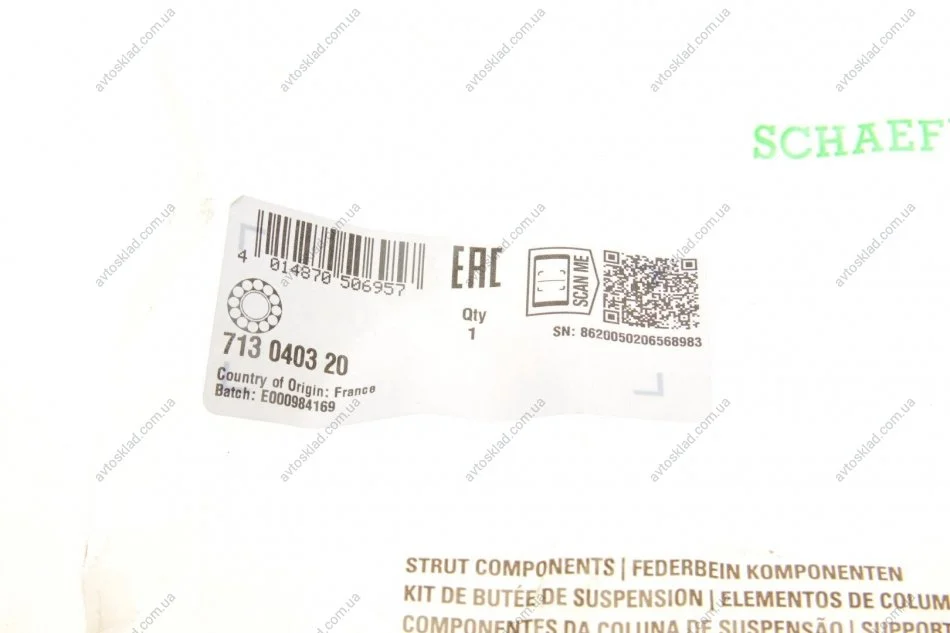 SCHAEF
4 014870 506957
EAC
SCAN ME
Qty
1
SN: 8620050206568983
713 0403 20
Country of Origin: France
Batch: E000984169
STRUT COMPONENTS | FEDERBEIN KOMPONENTEN
KIT DE BUTÉE DE SUSPENSION | ELEMENTOS DE COLUM
COMPONENTES DA COLUNA DE SUSPENSÃO | SUPPORT
avtosklad.com.ua